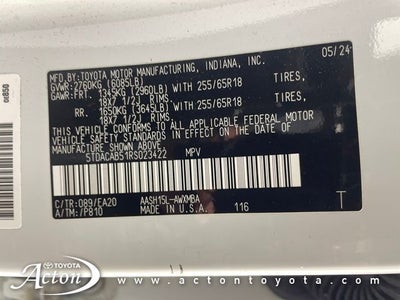 MFD.BY:TOYOTA MOTOR MANUFACTURING, INDIANA, INC. 05/24
GVWR:2760KG (6085LB)
GAWR:FRT. 1345KG (2960LB) WITH 255/65R18 TIRES,
18X7 1/2J RIMS
RR. 1650KG (3645LB) WITH 255/65R18 TIRES,
18X7 1/2J RIMS
THIS VEHICLE CONFORMS TO ALL APPLICABLE FEDERAL MOTOR
VEHICLE SAFETY STANDARDS IN EFFECT ON THE DATE OF
MANUFACTURE SHOWN ABOVE.
5TDACAB51RS023422 MPV
C/TR:089/EA20 AASH15L-AWXMBA
A/TM:/P810 MADE IN U.S.A. 116 T
TOYOTA
Acton
www.actontoyota.com